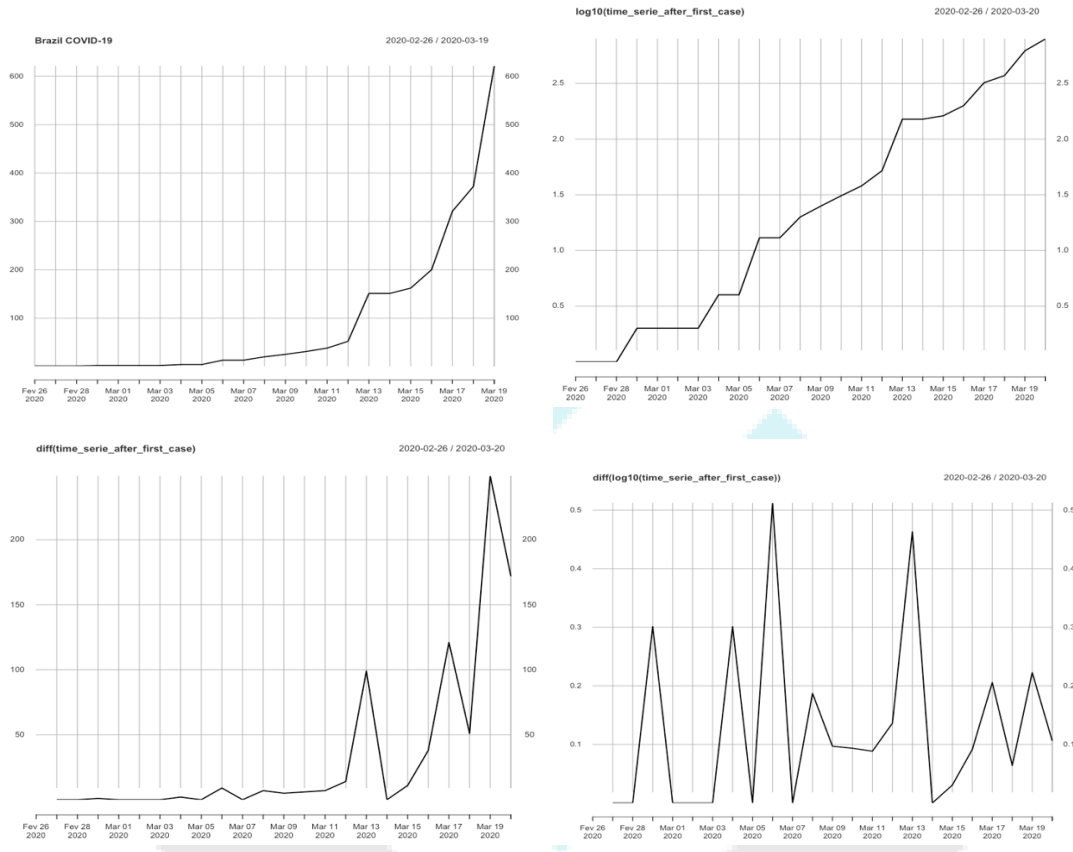 Brazil COVID-19 2020-02-26 / 2020-03-19
600 600
500 500
400 400
300 300
200 200
100 100
Fev 26 Fev 28 Mar 01 Mar 03 Mar 05 Mar 07 Mar 09 Mar 11 Mar 13 Mar 15 Mar 17 Mar 19
2020 2020 2020 2020 2020 2020 2020 2020 2020 2020 2020 2020
log10(time_serie_after_first_case) 2020-02-26 / 2020-03-20
2.5 2.5
2.0 2.0
1.5 1.5
1.0 1.0
0.5 0.5
Fev 26 Fev 28 Mar 01 Mar 03 Mar 05 Mar 07 Mar 09 Mar 11 Mar 13 Mar 15 Mar 17 Mar 19
2020 2020 2020 2020 2020 2020 2020 2020 2020 2020 2020 2020
diff(time_serie_after_first_case) 2020-02-26 / 2020-03-20
200 200
150 150
100 100
50 50
Fev 26 Fev 28 Mar 01 Mar 03 Mar 05 Mar 07 Mar 09 Mar 11 Mar 13 Mar 15 Mar 17 Mar 19
2020 2020 2020 2020 2020 2020 2020 2020 2020 2020 2020 2020
diff(log10(time_serie_after_first_case)) 2020-02-26 / 2020-03-20
0.5 0.5
0.4 0.4
0.3 0.3
0.2 0.2
0.1 0.1
Fev 26 Fev 28 Mar 01 Mar 03 Mar 05 Mar 07 Mar 09 Mar 11 Mar 13 Mar 15 Mar 17 Mar 19
2020 2020 2020 2020 2020 2020 2020 2020 2020 2020 2020 2020